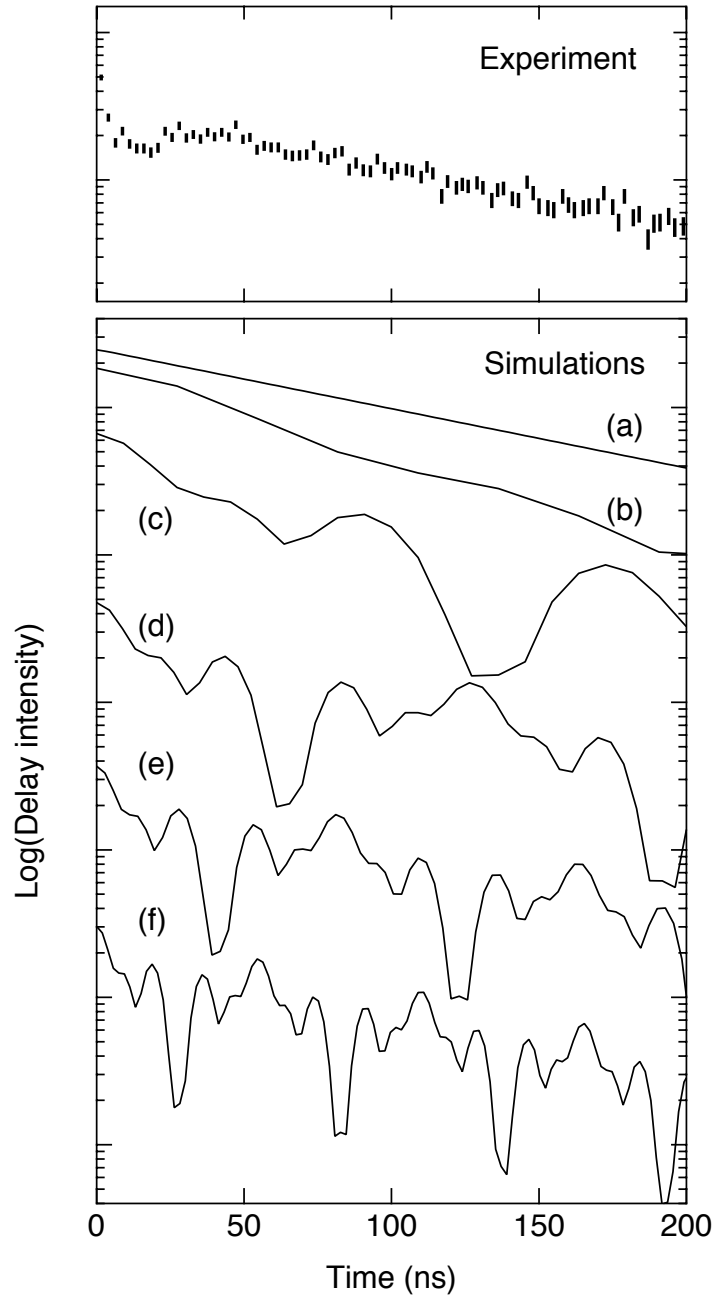 Experiment
Simulations
(a)
(b)
(c)
(d)
(e)
(f)
Log(Delay intensity)
0 50 100 150 200
Time (ns)